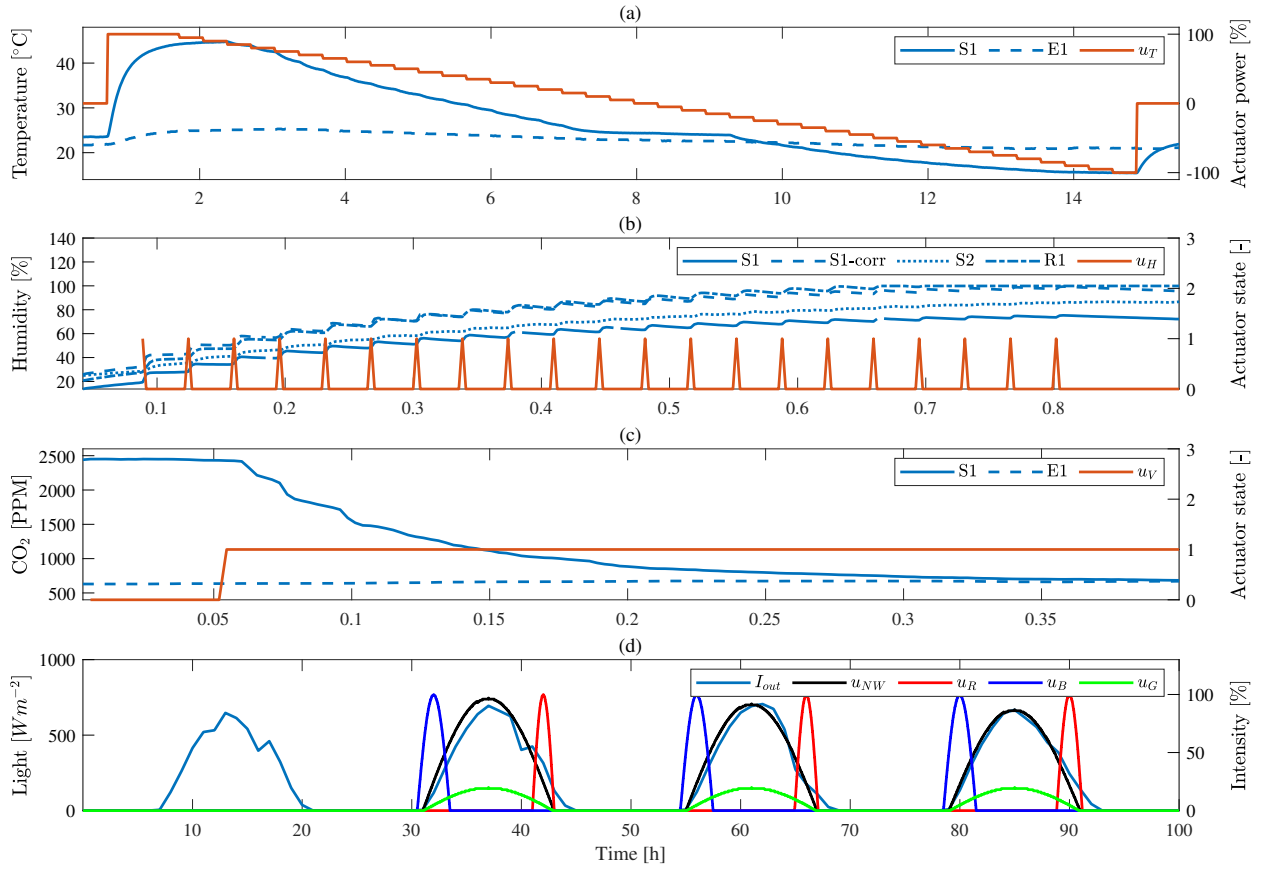 (a)
Temperature [°C]
40
30
20
S1 E1 u_T
100
0
-100
Actuator power [%]
2 4 6 8 10 12 14
(b)
Humidity [%]
140
120
100
80
60
40
20
S1 S1-corr S2 R1 u_H
3
2
1
0
Actuator state [-]
0.1 0.2 0.3 0.4 0.5 0.6 0.7 0.8
(c)
CO₂ [PPM]
2500
2000
1500
1000
500
S1 E1 u_V
3
2
1
0
Actuator state [-]
0.05 0.1 0.15 0.2 0.25 0.3 0.35
(d)
Light [Wm⁻²]
1000
500
0
I_out u_NW u_R u_B u_G
100
50
0
Intensity [%]
10 20 30 40 50 60 70 80 90 100
Time [h]